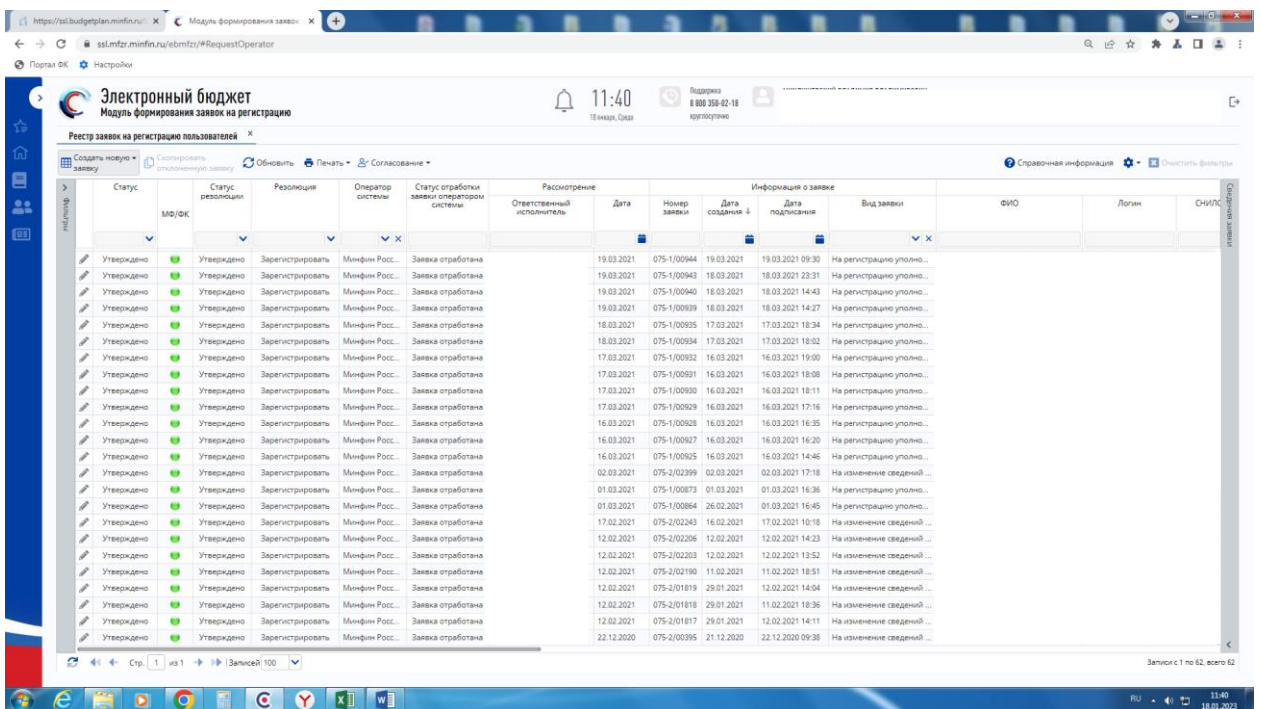 https://ssl.budgetplan.minfin.ru/ × Модуль формирования заявок × +
ssl.mfzr.minfin.ru/ebmfzr/#RequestOperator
Портал ФК Настройки
Электронный бюджет
Модуль формирования заявок на регистрацию
11:40
18 января, Среда
Поддержка
8 800 350-02-18
круглосуточно
Реестр заявок на регистрацию пользователей ×
Создать новую заявку Скопировать отклоненную заявку Обновить Печать Согласование Справочная информация Очистить фильтры
Фильтры
Сведения заявки
Статус МФ/ФК Статус резолюции Резолюция Оператор системы Статус отработки заявки оператором системы Рассмотрение Информация о заявке
Ответственный исполнитель Дата Номер заявки Дата создания ↓ Дата подписания Вид заявки ФИО Логин СНИЛС
Утверждено Утверждено Зарегистрировать Минфин Росс... Заявка отработана 19.03.2021 075-1/00944 19.03.2021 19.03.2021 09:30 На регистрацию уполно...
Утверждено Утверждено Зарегистрировать Минфин Росс... Заявка отработана 19.03.2021 075-1/00943 18.03.2021 18.03.2021 23:31 На регистрацию уполно...
Утверждено Утверждено Зарегистрировать Минфин Росс... Заявка отработана 19.03.2021 075-1/00940 18.03.2021 18.03.2021 14:43 На регистрацию уполно...
Утверждено Утверждено Зарегистрировать Минфин Росс... Заявка отработана 19.03.2021 075-1/00939 18.03.2021 18.03.2021 14:27 На регистрацию уполно...
Утверждено Утверждено Зарегистрировать Минфин Росс... Заявка отработана 18.03.2021 075-1/00935 17.03.2021 17.03.2021 18:34 На регистрацию уполно...
Утверждено Утверждено Зарегистрировать Минфин Росс... Заявка отработана 18.03.2021 075-1/00934 17.03.2021 17.03.2021 18:02 На регистрацию уполно...
Утверждено Утверждено Зарегистрировать Минфин Росс... Заявка отработана 17.03.2021 075-1/00932 16.03.2021 16.03.2021 19:00 На регистрацию уполно...
Утверждено Утверждено Зарегистрировать Минфин Росс... Заявка отработана 17.03.2021 075-1/00931 16.03.2021 16.03.2021 18:08 На регистрацию уполно...
Утверждено Утверждено Зарегистрировать Минфин Росс... Заявка отработана 17.03.2021 075-1/00930 16.03.2021 16.03.2021 18:11 На регистрацию уполно...
Утверждено Утверждено Зарегистрировать Минфин Росс... Заявка отработана 17.03.2021 075-1/00929 16.03.2021 16.03.2021 17:16 На регистрацию уполно...
Утверждено Утверждено Зарегистрировать Минфин Росс... Заявка отработана 16.03.2021 075-1/00928 16.03.2021 16.03.2021 16:35 На регистрацию уполно...
Утверждено Утверждено Зарегистрировать Минфин Росс... Заявка отработана 16.03.2021 075-1/00927 16.03.2021 16.03.2021 16:20 На регистрацию уполно...
Утверждено Утверждено Зарегистрировать Минфин Росс... Заявка отработана 16.03.2021 075-1/00925 16.03.2021 16.03.2021 14:46 На регистрацию уполно...
Утверждено Утверждено Зарегистрировать Минфин Росс... Заявка отработана 02.03.2021 075-2/02399 02.03.2021 02.03.2021 17:18 На изменение сведений ...
Утверждено Утверждено Зарегистрировать Минфин Росс... Заявка отработана 01.03.2021 075-1/00873 01.03.2021 01.03.2021 16:36 На регистрацию уполно...
Утверждено Утверждено Зарегистрировать Минфин Росс... Заявка отработана 01.03.2021 075-1/00864 26.02.2021 01.03.2021 16:45 На регистрацию уполно...
Утверждено Утверждено Зарегистрировать Минфин Росс... Заявка отработана 17.02.2021 075-2/02243 16.02.2021 17.02.2021 10:18 На изменение сведений ...
Утверждено Утверждено Зарегистрировать Минфин Росс... Заявка отработана 12.02.2021 075-2/02206 12.02.2021 12.02.2021 14:23 На изменение сведений ...
Утверждено Утверждено Зарегистрировать Минфин Росс... Заявка отработана 12.02.2021 075-2/02203 12.02.2021 12.02.2021 13:52 На изменение сведений ...
Утверждено Утверждено Зарегистрировать Минфин Росс... Заявка отработана 12.02.2021 075-2/02190 11.02.2021 11.02.2021 18:51 На изменение сведений ...
Утверждено Утверждено Зарегистрировать Минфин Росс... Заявка отработана 12.02.2021 075-2/01819 29.01.2021 12.02.2021 14:04 На изменение сведений ...
Утверждено Утверждено Зарегистрировать Минфин Росс... Заявка отработана 12.02.2021 075-2/01818 29.01.2021 11.02.2021 18:36 На изменение сведений ...
Утверждено Утверждено Зарегистрировать Минфин Росс... Заявка отработана 12.02.2021 075-2/01817 29.01.2021 12.02.2021 14:11 На изменение сведений ...
Утверждено Утверждено Зарегистрировать Минфин Росс... Заявка отработана 22.12.2020 075-2/00395 21.12.2020 22.12.2020 09:38 На изменение сведений ...
Стр. 1 из 1 Записей 100 Записи с 1 по 62, всего 62
RU 11:40
18.01.2023